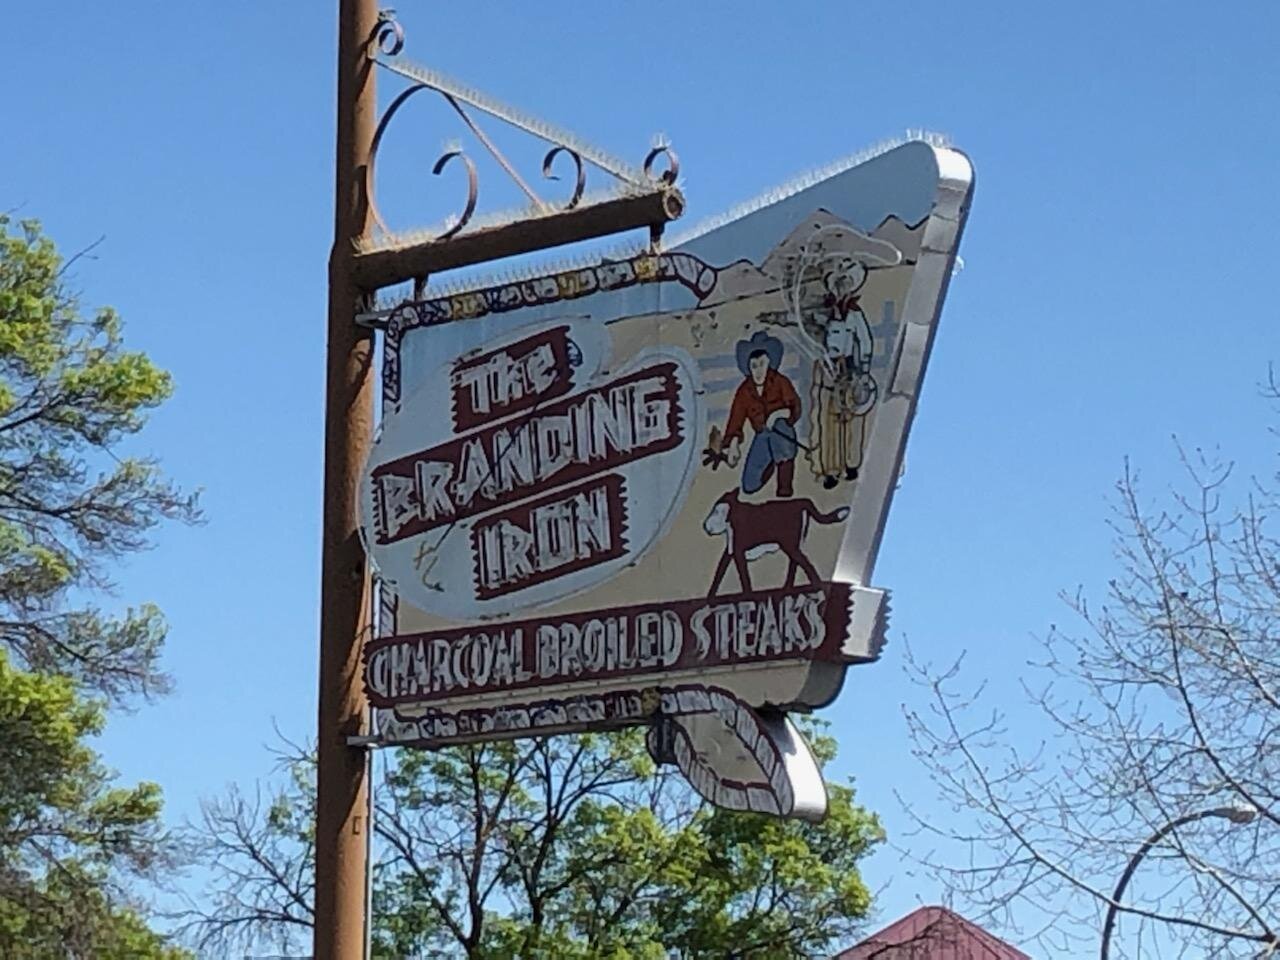 The
BRANDING
IRON
CHARCOAL BROILED STEAKS